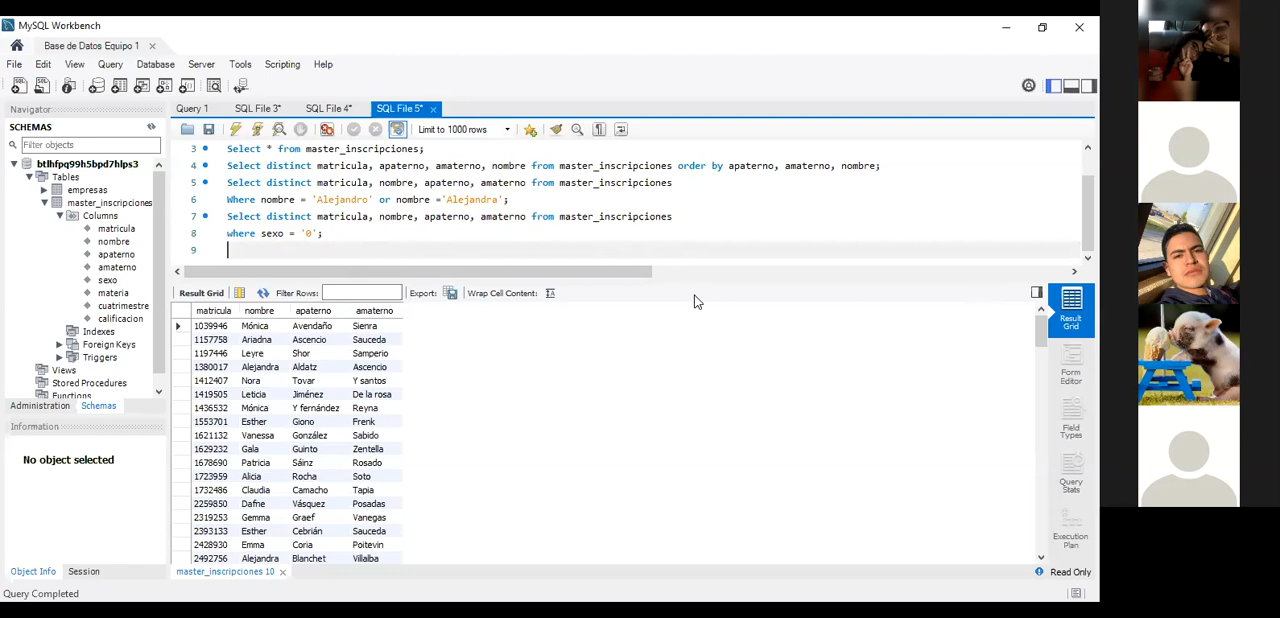 MySQL Workbench
Base de Datos Equipo 1
File Edit View Query Database Server Tools Scripting Help
Navigator
SCHEMAS
Filter objects
btlhfpq99h5bpd7hlps3
Tables
empresas
master_inscripciones
Columns
matricula
nombre
apaterno
amaterno
sexo
materia
cuatrimestre
calificacion
Indexes
Foreign Keys
Triggers
Views
Stored Procedures
Functions
Administration Schemas
Information
No object selected
Object Info Session
Query Completed
Query 1 SQL File 3* SQL File 4* SQL File 5*
Limit to 1000 rows
3 Select * from master_inscripciones;
4 Select distinct matricula, apaterno, amaterno, nombre from master_inscripciones order by apaterno, amaterno, nombre;
5 Select distinct matricula, nombre, apaterno, amaterno from master_inscripciones
6 Where nombre = 'Alejandro' or nombre ='Alejandra';
7 Select distinct matricula, nombre, apaterno, amaterno from master_inscripciones
8 where sexo = '0';
9
Result Grid Filter Rows: Export: Wrap Cell Content:
matricula nombre apaterno amaterno
1039946 Mónica Avendaño Sienra
1157758 Ariadna Ascencio Sauceda
1197446 Leyre Shor Samperio
1380017 Alejandra Aldatz Ascencio
1412407 Nora Tovar Y santos
1419505 Leticia Jiménez De la rosa
1436532 Mónica Y fernández Reyna
1553701 Esther Giono Frenk
1621132 Vanessa González Sabido
1629232 Gala Guinto Zentella
1678690 Patricia Sáinz Rosado
1723959 Alicia Rocha Soto
1732486 Claudia Camacho Tapia
2259850 Dafne Vásquez Posadas
2319253 Gemma Graef Vanegas
2393133 Esther Cebrián Sauceda
2428930 Emma Coria Poitevin
2492756 Alejandra Blanchet Villalba
master_inscripciones 10
Result
Grid
Form
Editor
Field
Types
Query
Stats
Execution
Plan
Read Only